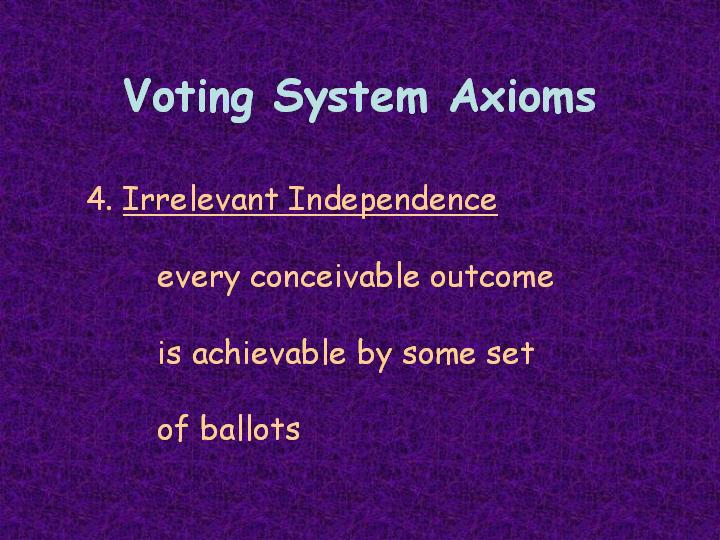 Voting System Axioms
4. Irrelevant Independence
every conceivable outcome
is achievable by some set
of ballots